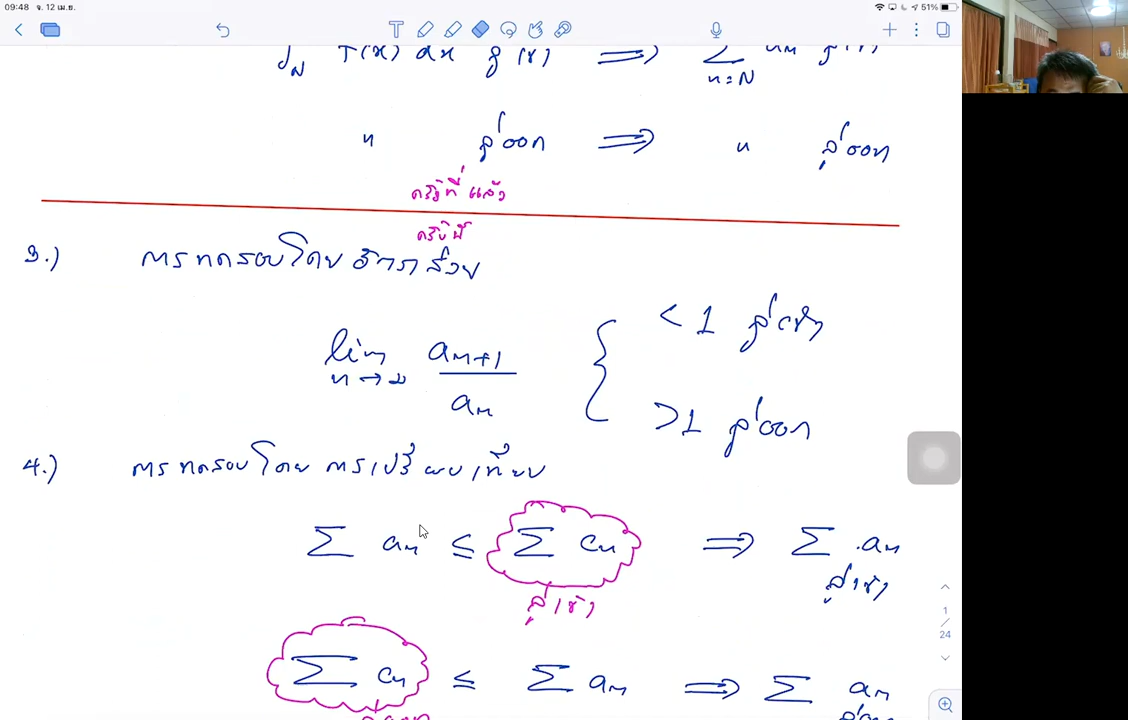 09:48 จ. 12 เม.ย.
51%
T
∫N f(x) dx ลู่เข้า ⟹ Σ n=N an ลู่เข้า
" ลู่ออก ⟹ " ลู่ออก
ครั้งที่แล้ว
ครั้งนี้
3.) การทดสอบโดยอัตราส่วน
lim n→∞ an+1 / an { < 1 ลู่เข้า
> 1 ลู่ออก
4.) การทดสอบโดยการเปรียบเทียบ
Σ an ≤ Σ cn ⟹ Σ an
ลู่เข้า ลู่เข้า
1
/
24
Σ cn ≤ Σ an ⟹ Σ an